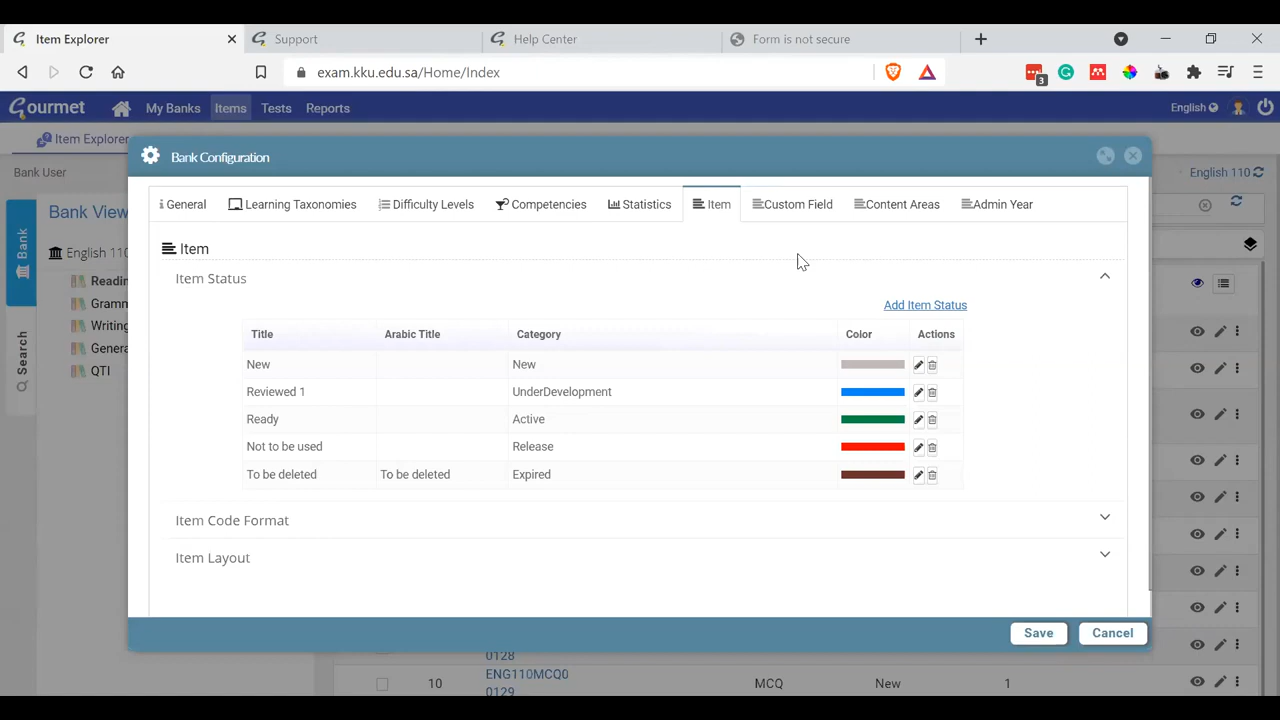 Item Explorer
Support
Help Center
Form is not secure
exam.kku.edu.sa/Home/Index
3
Gourmet
My Banks
Items
Tests
Reports
English
Item Explorer
Bank User
English 110
Bank Configuration
General
Learning Taxonomies
Difficulty Levels
Competencies
Statistics
Item
Custom Field
Content Areas
Admin Year
Bank
Search
Bank View
English 110
Readin
Gramm
Writing
Genera
QTI
Item
Item Status
Add Item Status
Title Arabic Title Category Color Actions
New New
Reviewed 1 UnderDevelopment
Ready Active
Not to be used Release
To be deleted To be deleted Expired
Item Code Format
Item Layout
Save
Cancel
0128
10 ENG110MCQ0 MCQ New 1
0129